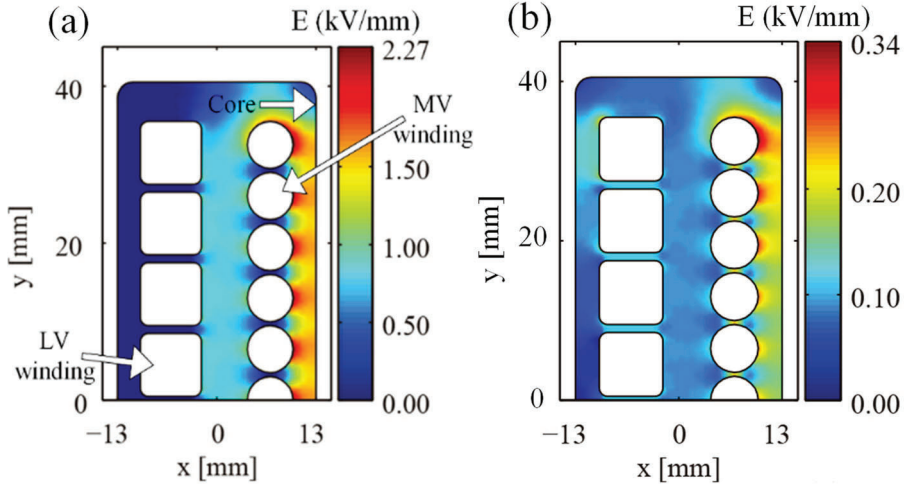 (a)
E (kV/mm)
2.27
1.50
1.00
0.50
0.00
40
20
0
y [mm]
−13
0
13
x [mm]
Core
MV
winding
LV
winding
(b)
E (kV/mm)
0.34
0.20
0.10
0.00
40
20
0
y [mm]
−13
0
13
x [mm]